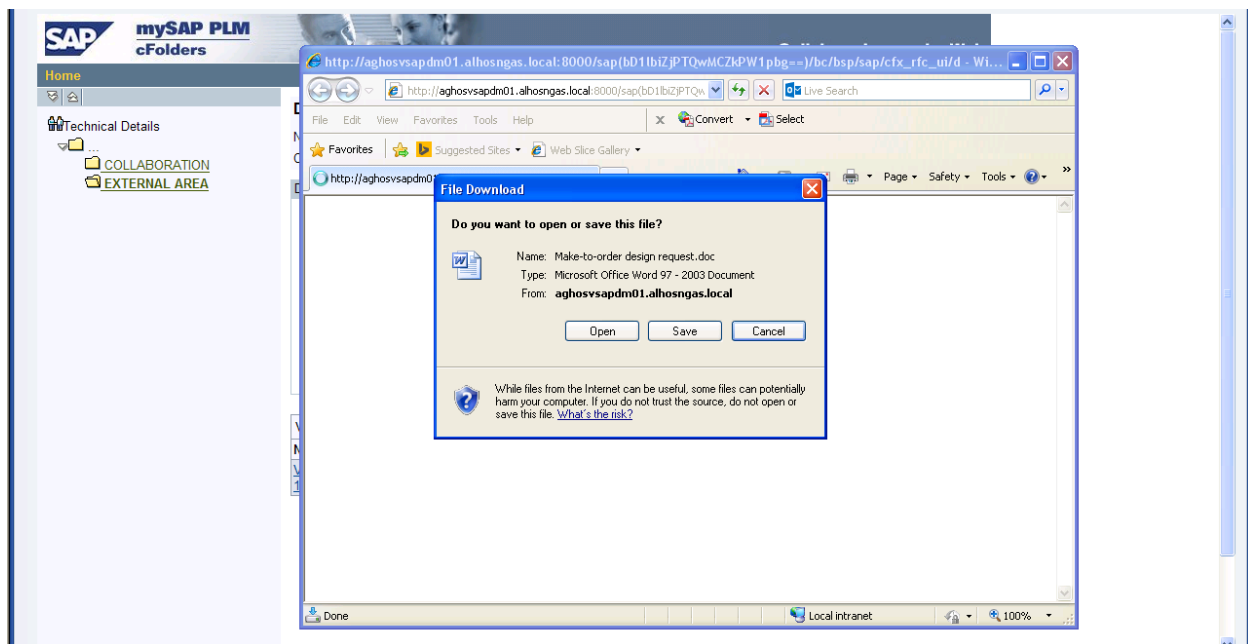 SAP
mySAP PLM
cFolders
Home
Technical Details
...
COLLABORATION
EXTERNAL AREA
http://aghosvsapdm01.alhosngas.local:8000/sap(bD1lbiZjPTQwMCZkPW1pbg==)/bc/bsp/sap/cfx_rfc_ui/d - Wi...
http://aghosvsapdm01.alhosngas.local:8000/sap(bD1lbiZjPTQw
Live Search
File Edit View Favorites Tools Help
x Convert Select
Favorites Suggested Sites Web Slice Gallery
http://aghosvsapdm0
Page Safety Tools »
File Download
Do you want to open or save this file?
Name: Make-to-order design request.doc
Type: Microsoft Office Word 97 - 2003 Document
From: aghosvsapdm01.alhosngas.local
Open Save Cancel
While files from the Internet can be useful, some files can potentially
harm your computer. If you do not trust the source, do not open or
save this file. What's the risk?
Done
Local intranet
100%